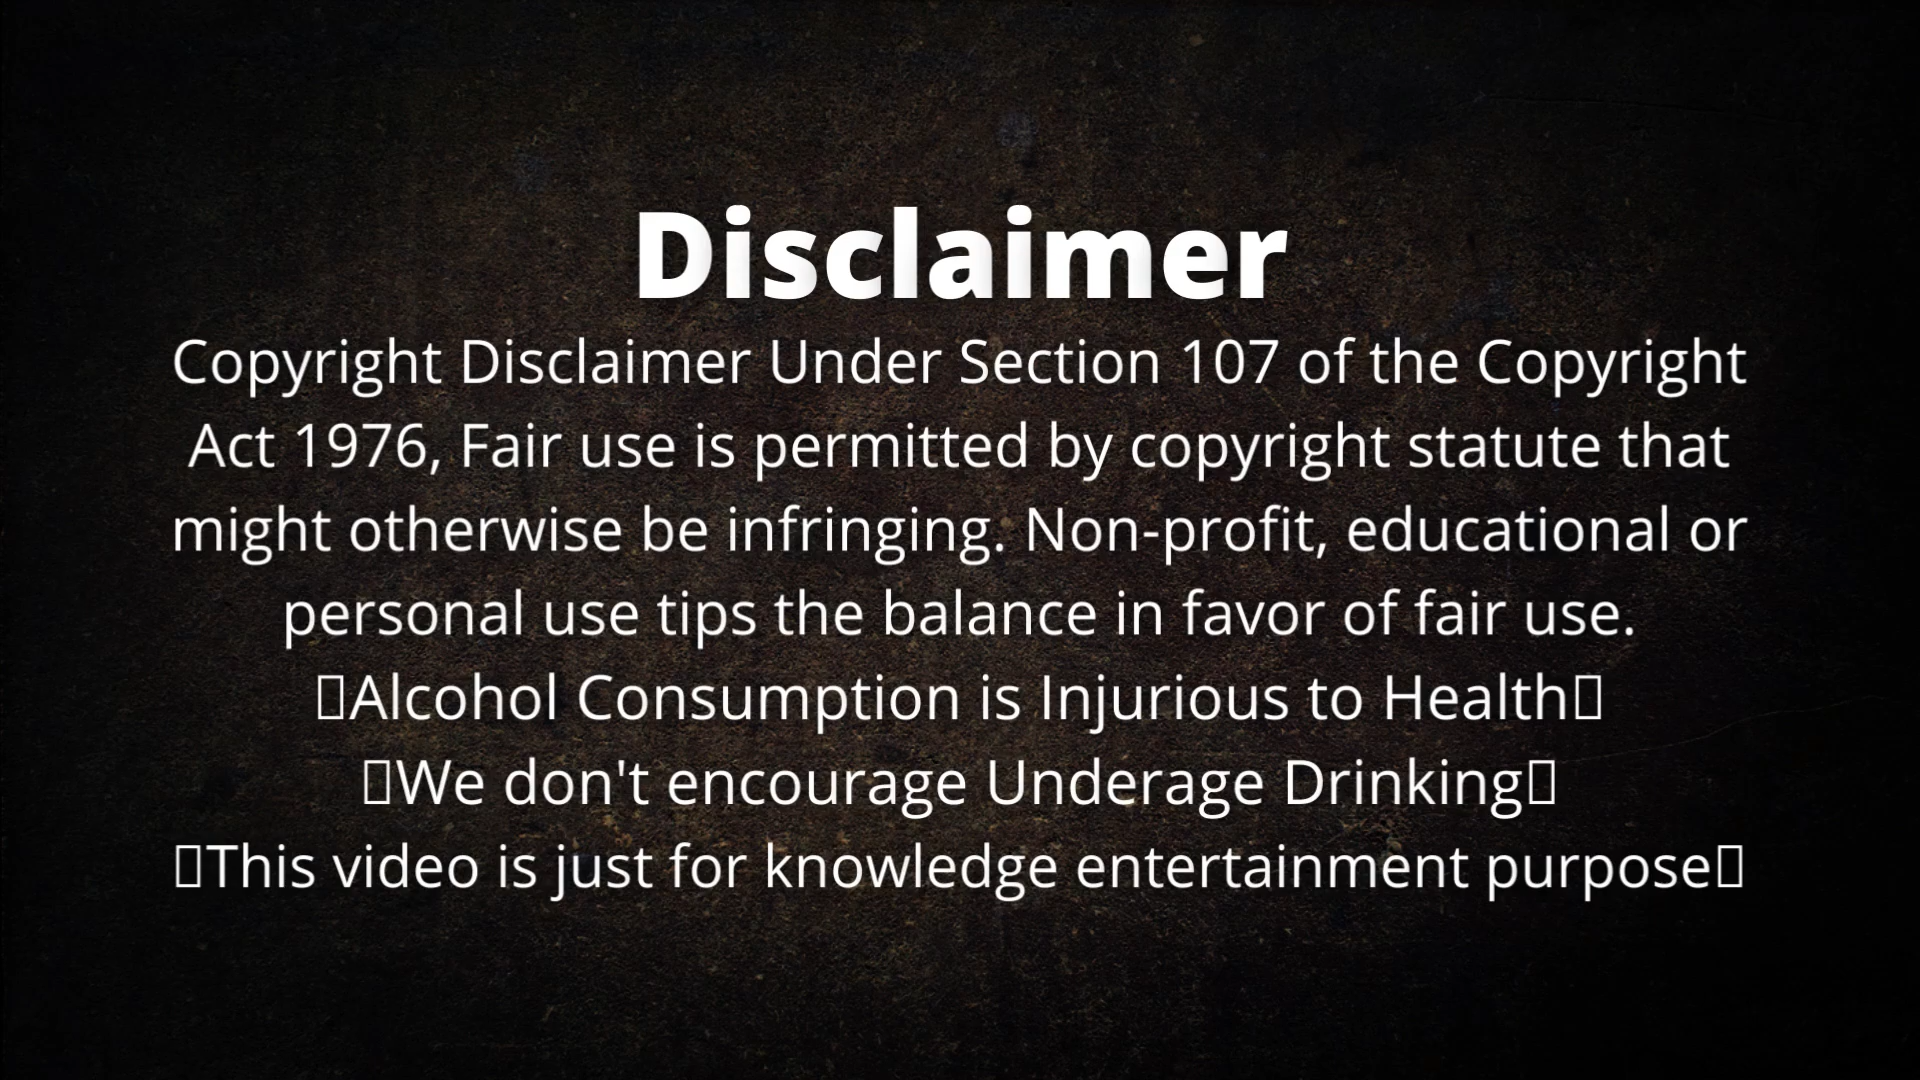 Disclaimer
Copyright Disclaimer Under Section 107 of the Copyright
Act 1976, Fair use is permitted by copyright statute that
might otherwise be infringing. Non-profit, educational or
personal use tips the balance in favor of fair use.
▯Alcohol Consumption is Injurious to Health▯
▯We don't encourage Underage Drinking▯
▯This video is just for knowledge entertainment purpose▯